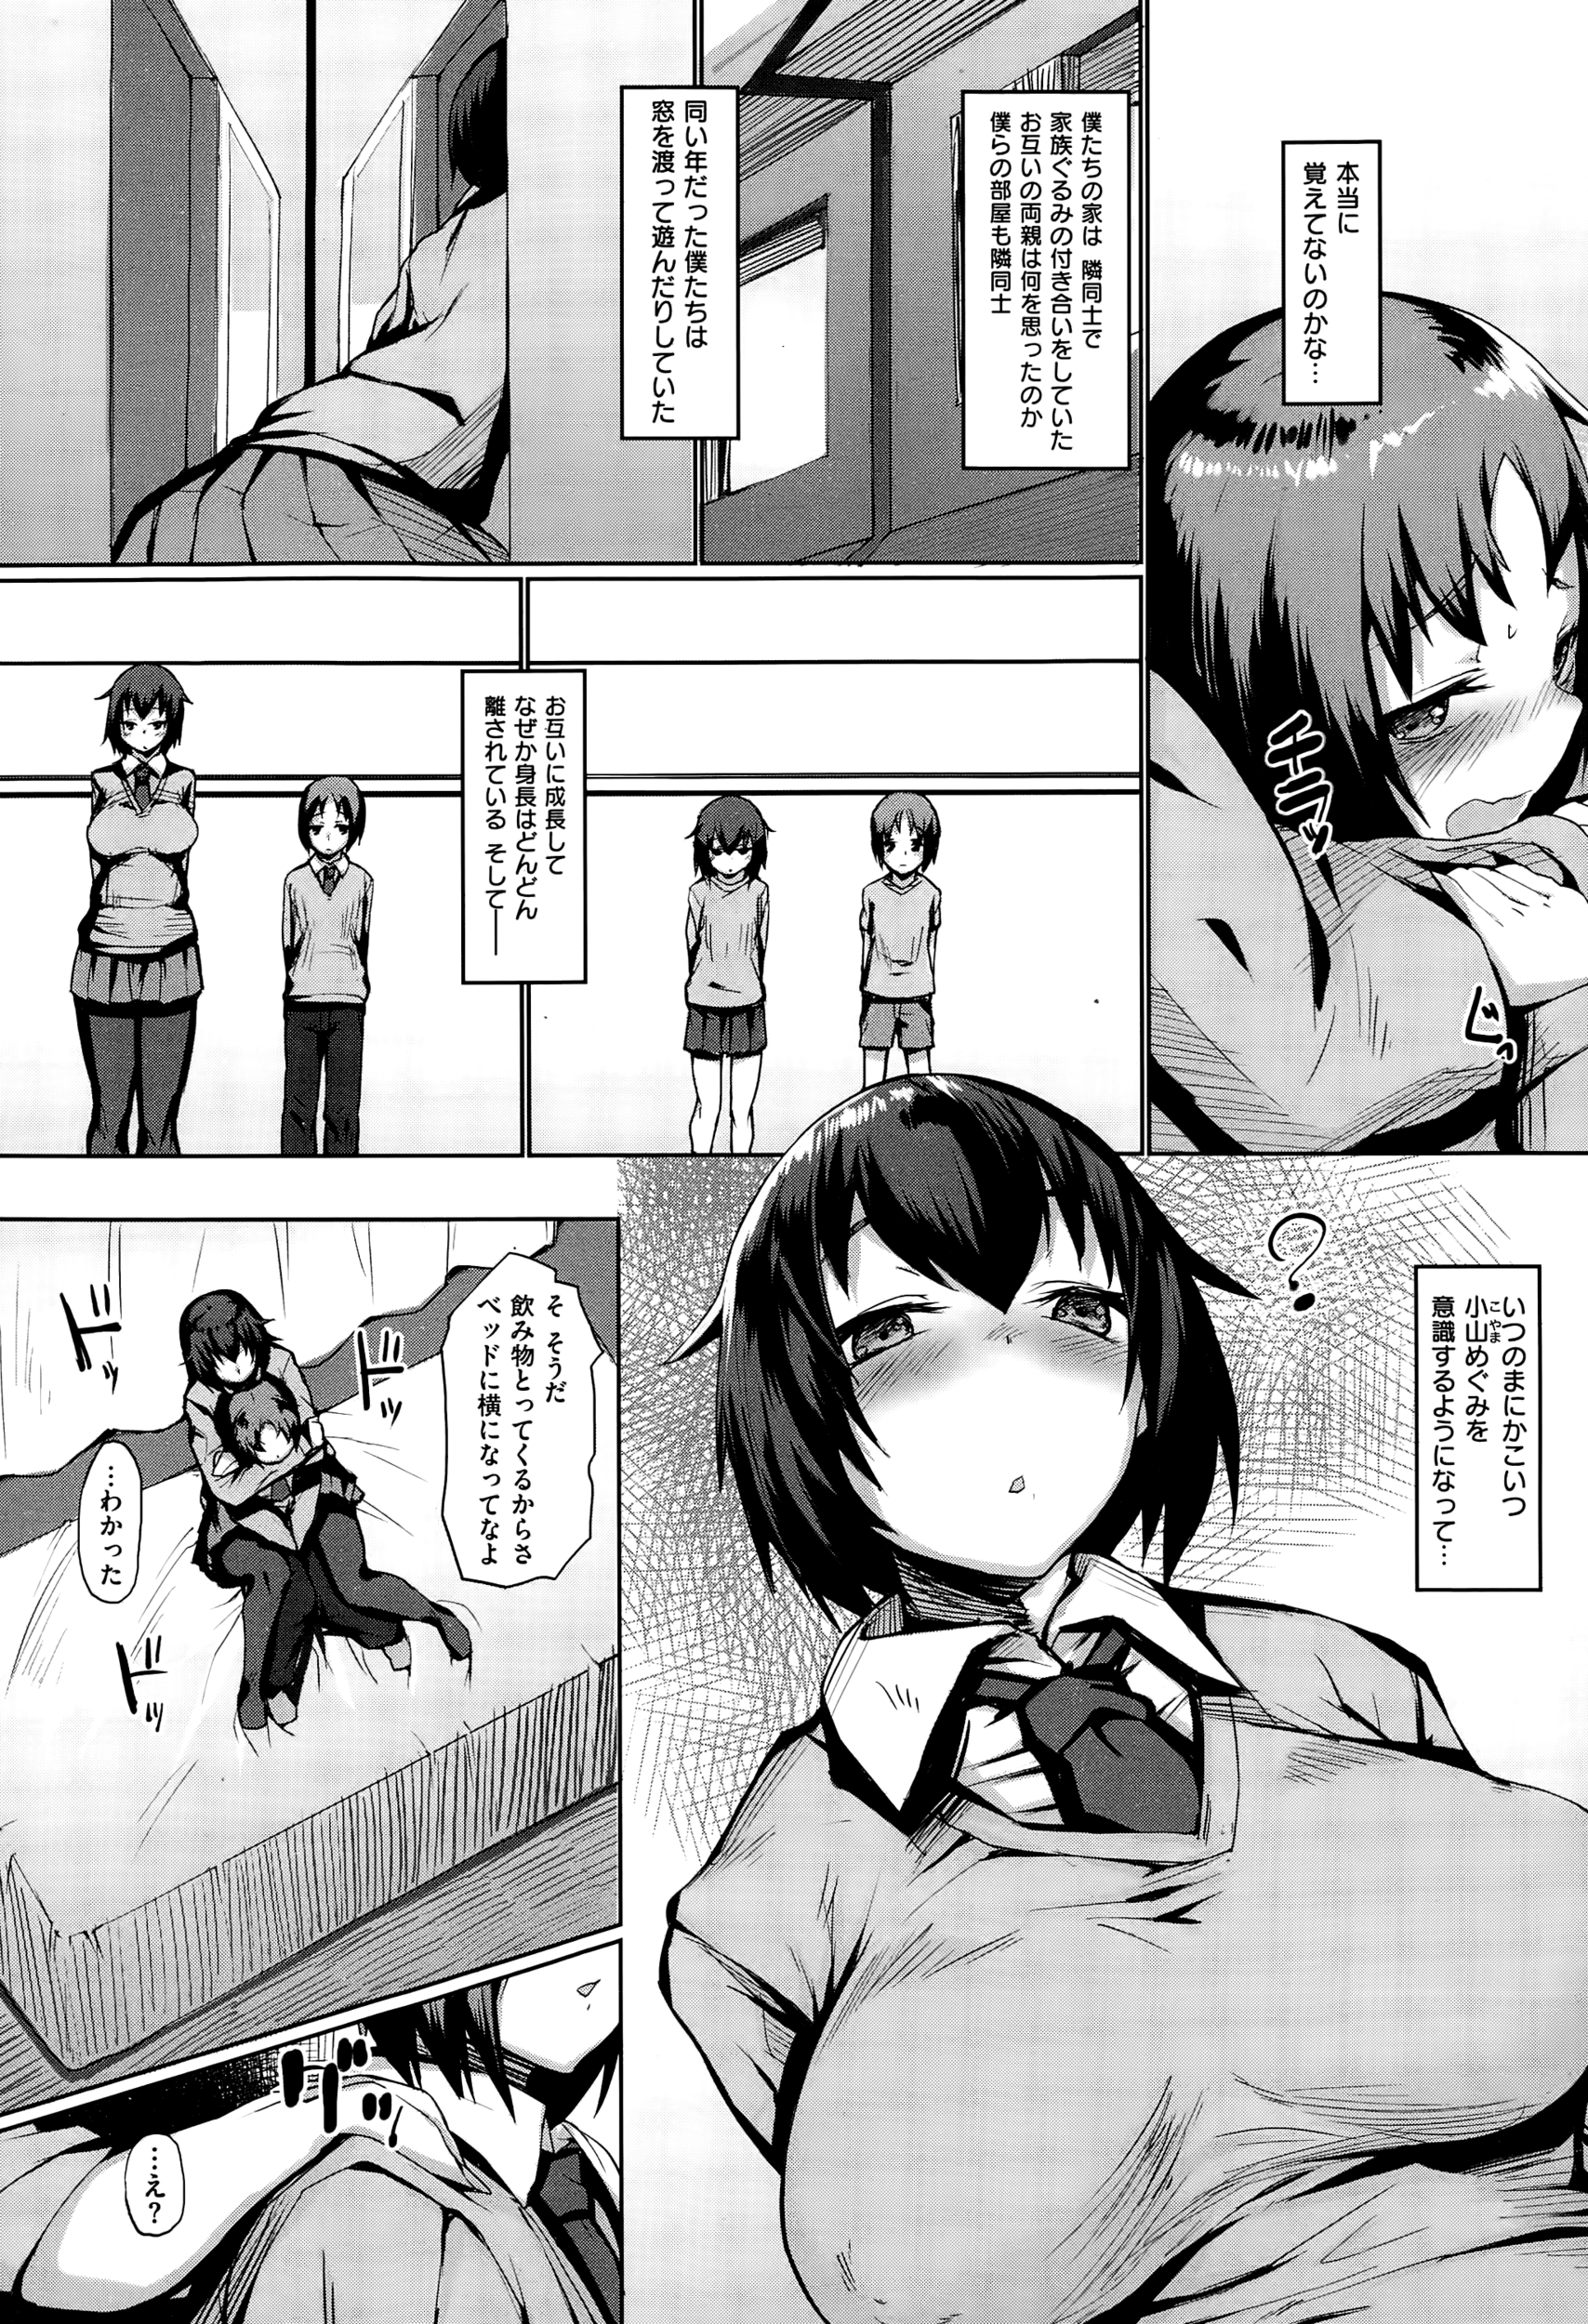 本当に
覚えてないのかな…
チラッ
ドッ
僕たちの家は 隣同士で
家族ぐるみの付き合いをしていた
お互いの両親は何を思ったのか
僕らの部屋も隣同士
同い年だった僕たちは
窓を渡って遊んだりしていた
お互いに成長して
なぜか身長はどんどん
離されている そして──
いつのまにかこいつ
小山めぐみを
こやま
意識するようになって…
?
そ そうだ
飲み物とってくるからさ
ベッドに横になってなよ
ドッ
ドッ
ドッ
…わかった
ドドッ
…え?